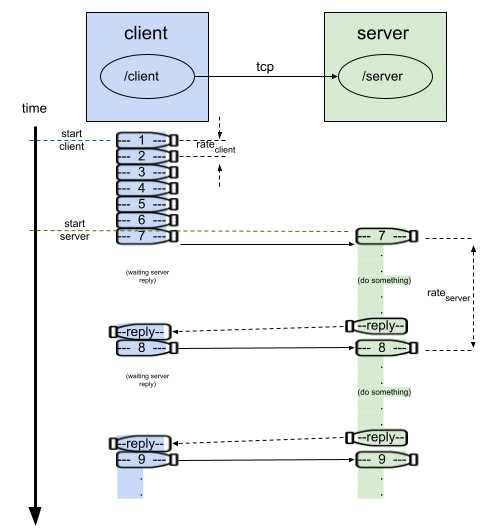 client
server
/client
tcp
/server
time
start
client
--- 1 ---
rate client
--- 2 ---
--- 3 ---
--- 4 ---
--- 5 ---
--- 6 ---
start
server
--- 7 ---
--- 7 ---
(waiting server
reply)
(do something)
rate server
--reply--
--reply--
--- 8 ---
--- 8 ---
(waiting server
reply)
(do something)
--reply--
--reply--
--- 9 ---
--- 9 ---